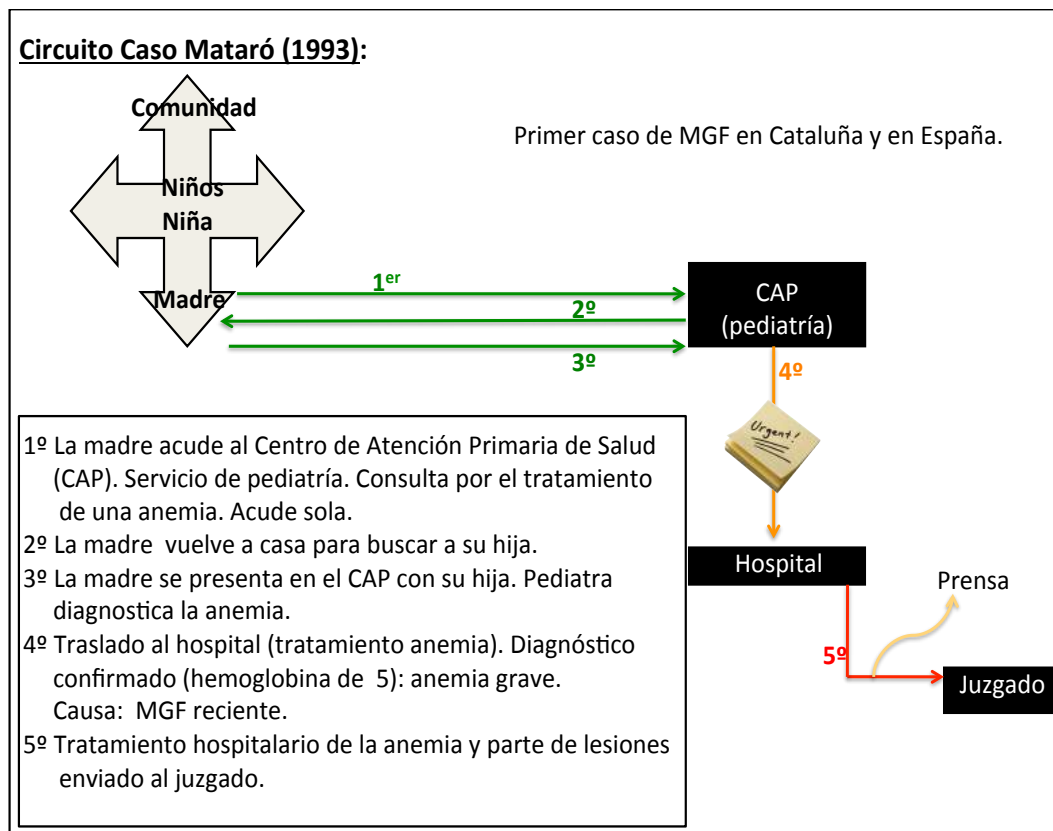 Circuito Caso Mataró (1993):
Comunidad
Primer caso de MGF en Cataluña y en España.
Niños
Niña
Madre
1er
2º
3º
CAP
(pediatría)
4º
Urgent!
Hospital
Prensa
5º
Juzgado
1º La madre acude al Centro de Atención Primaria de Salud
(CAP). Servicio de pediatría. Consulta por el tratamiento
de una anemia. Acude sola.
2º La madre vuelve a casa para buscar a su hija.
3º La madre se presenta en el CAP con su hija. Pediatra
diagnostica la anemia.
4º Traslado al hospital (tratamiento anemia). Diagnóstico
confirmado (hemoglobina de 5): anemia grave.
Causa: MGF reciente.
5º Tratamiento hospitalario de la anemia y parte de lesiones
enviado al juzgado.